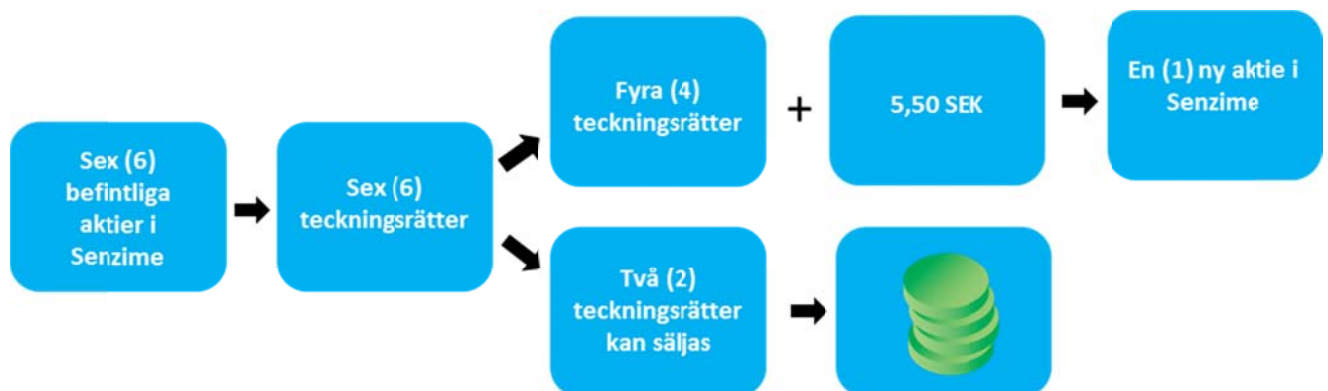 Sex (6)
befintliga
aktier i
Senzime
Sex (6)
teckningsrätter
Fyra (4)
teckningsrätter
+
5,50 SEK
En (1) ny aktie i
Senzime
Två (2)
teckningsrätter
kan säljas